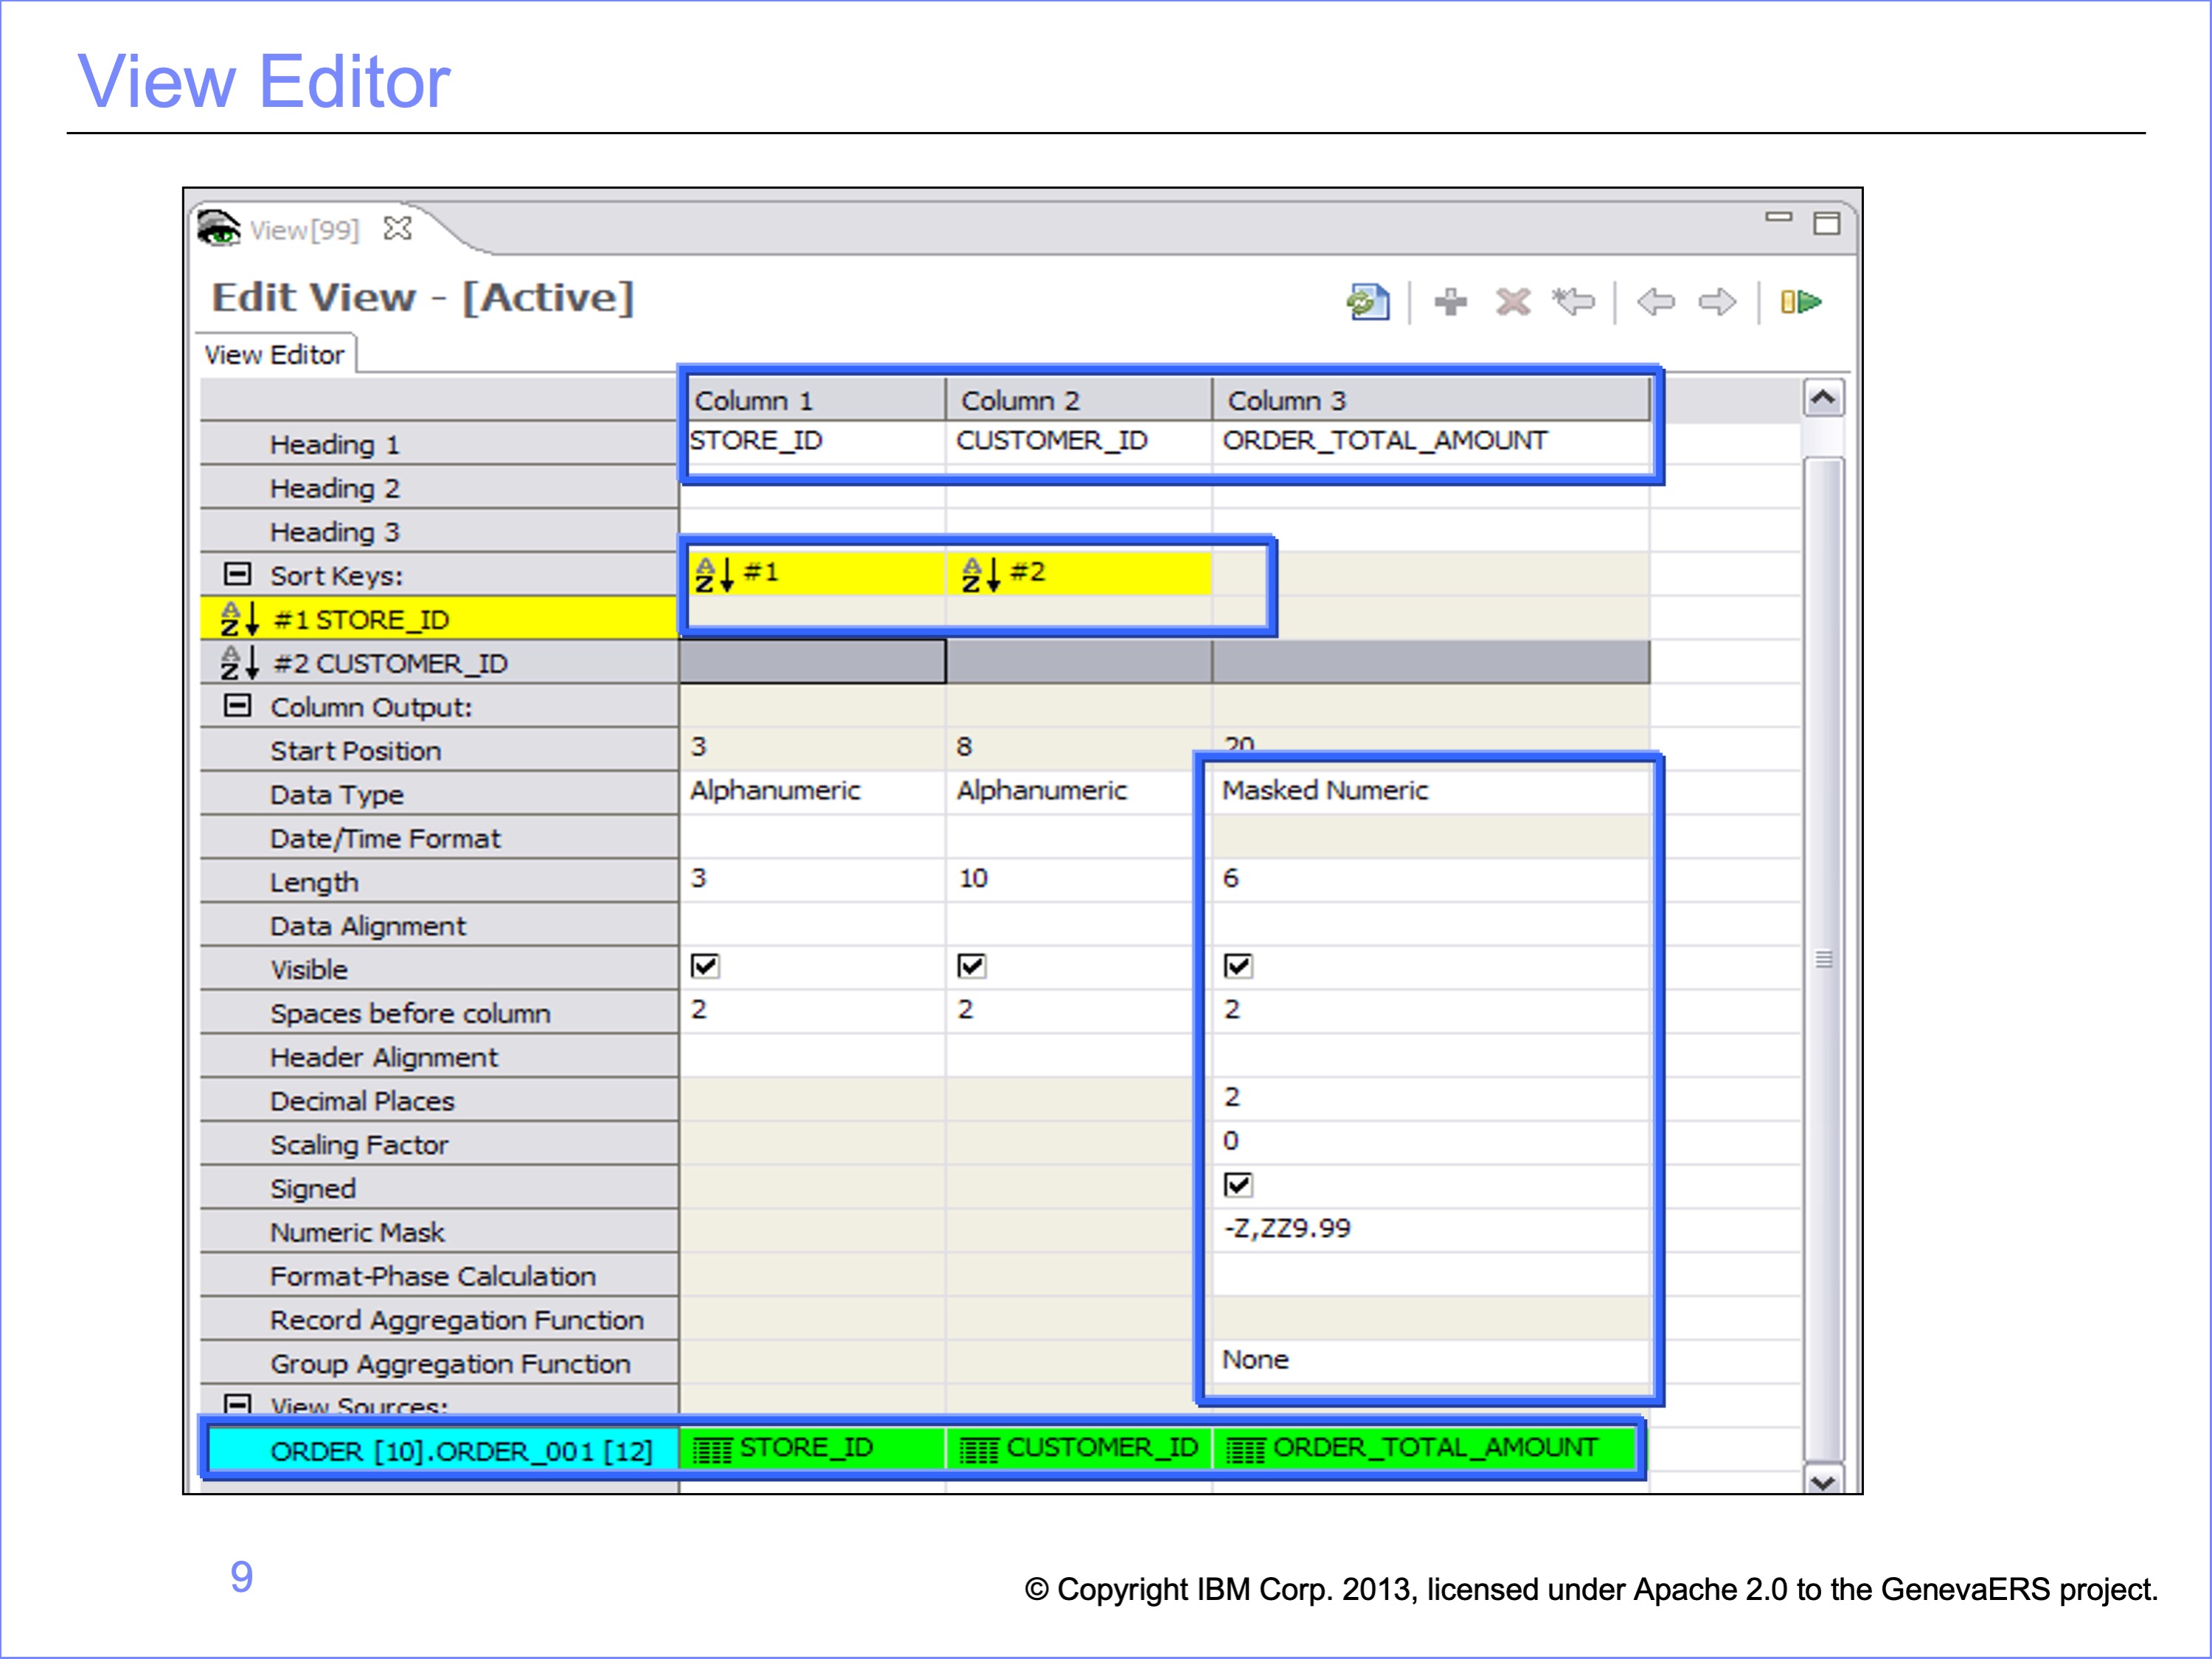 View Editor
View[99]
Edit View - [Active]
View Editor
Column 1 Column 2 Column 3
Heading 1 STORE_ID CUSTOMER_ID ORDER_TOTAL_AMOUNT
Heading 2
Heading 3
Sort Keys: #1 #2
#1 STORE_ID
#2 CUSTOMER_ID
Column Output:
Start Position 3 8 20
Data Type Alphanumeric Alphanumeric Masked Numeric
Date/Time Format
Length 3 10 6
Data Alignment
Visible
Spaces before column 2 2 2
Header Alignment
Decimal Places 2
Scaling Factor 0
Signed
Numeric Mask -Z,ZZ9.99
Format-Phase Calculation
Record Aggregation Function
Group Aggregation Function None
View Sources:
ORDER [10].ORDER_001 [12] STORE_ID CUSTOMER_ID ORDER_TOTAL_AMOUNT
9
© Copyright IBM Corp. 2013, licensed under Apache 2.0 to the GenevaERS project.